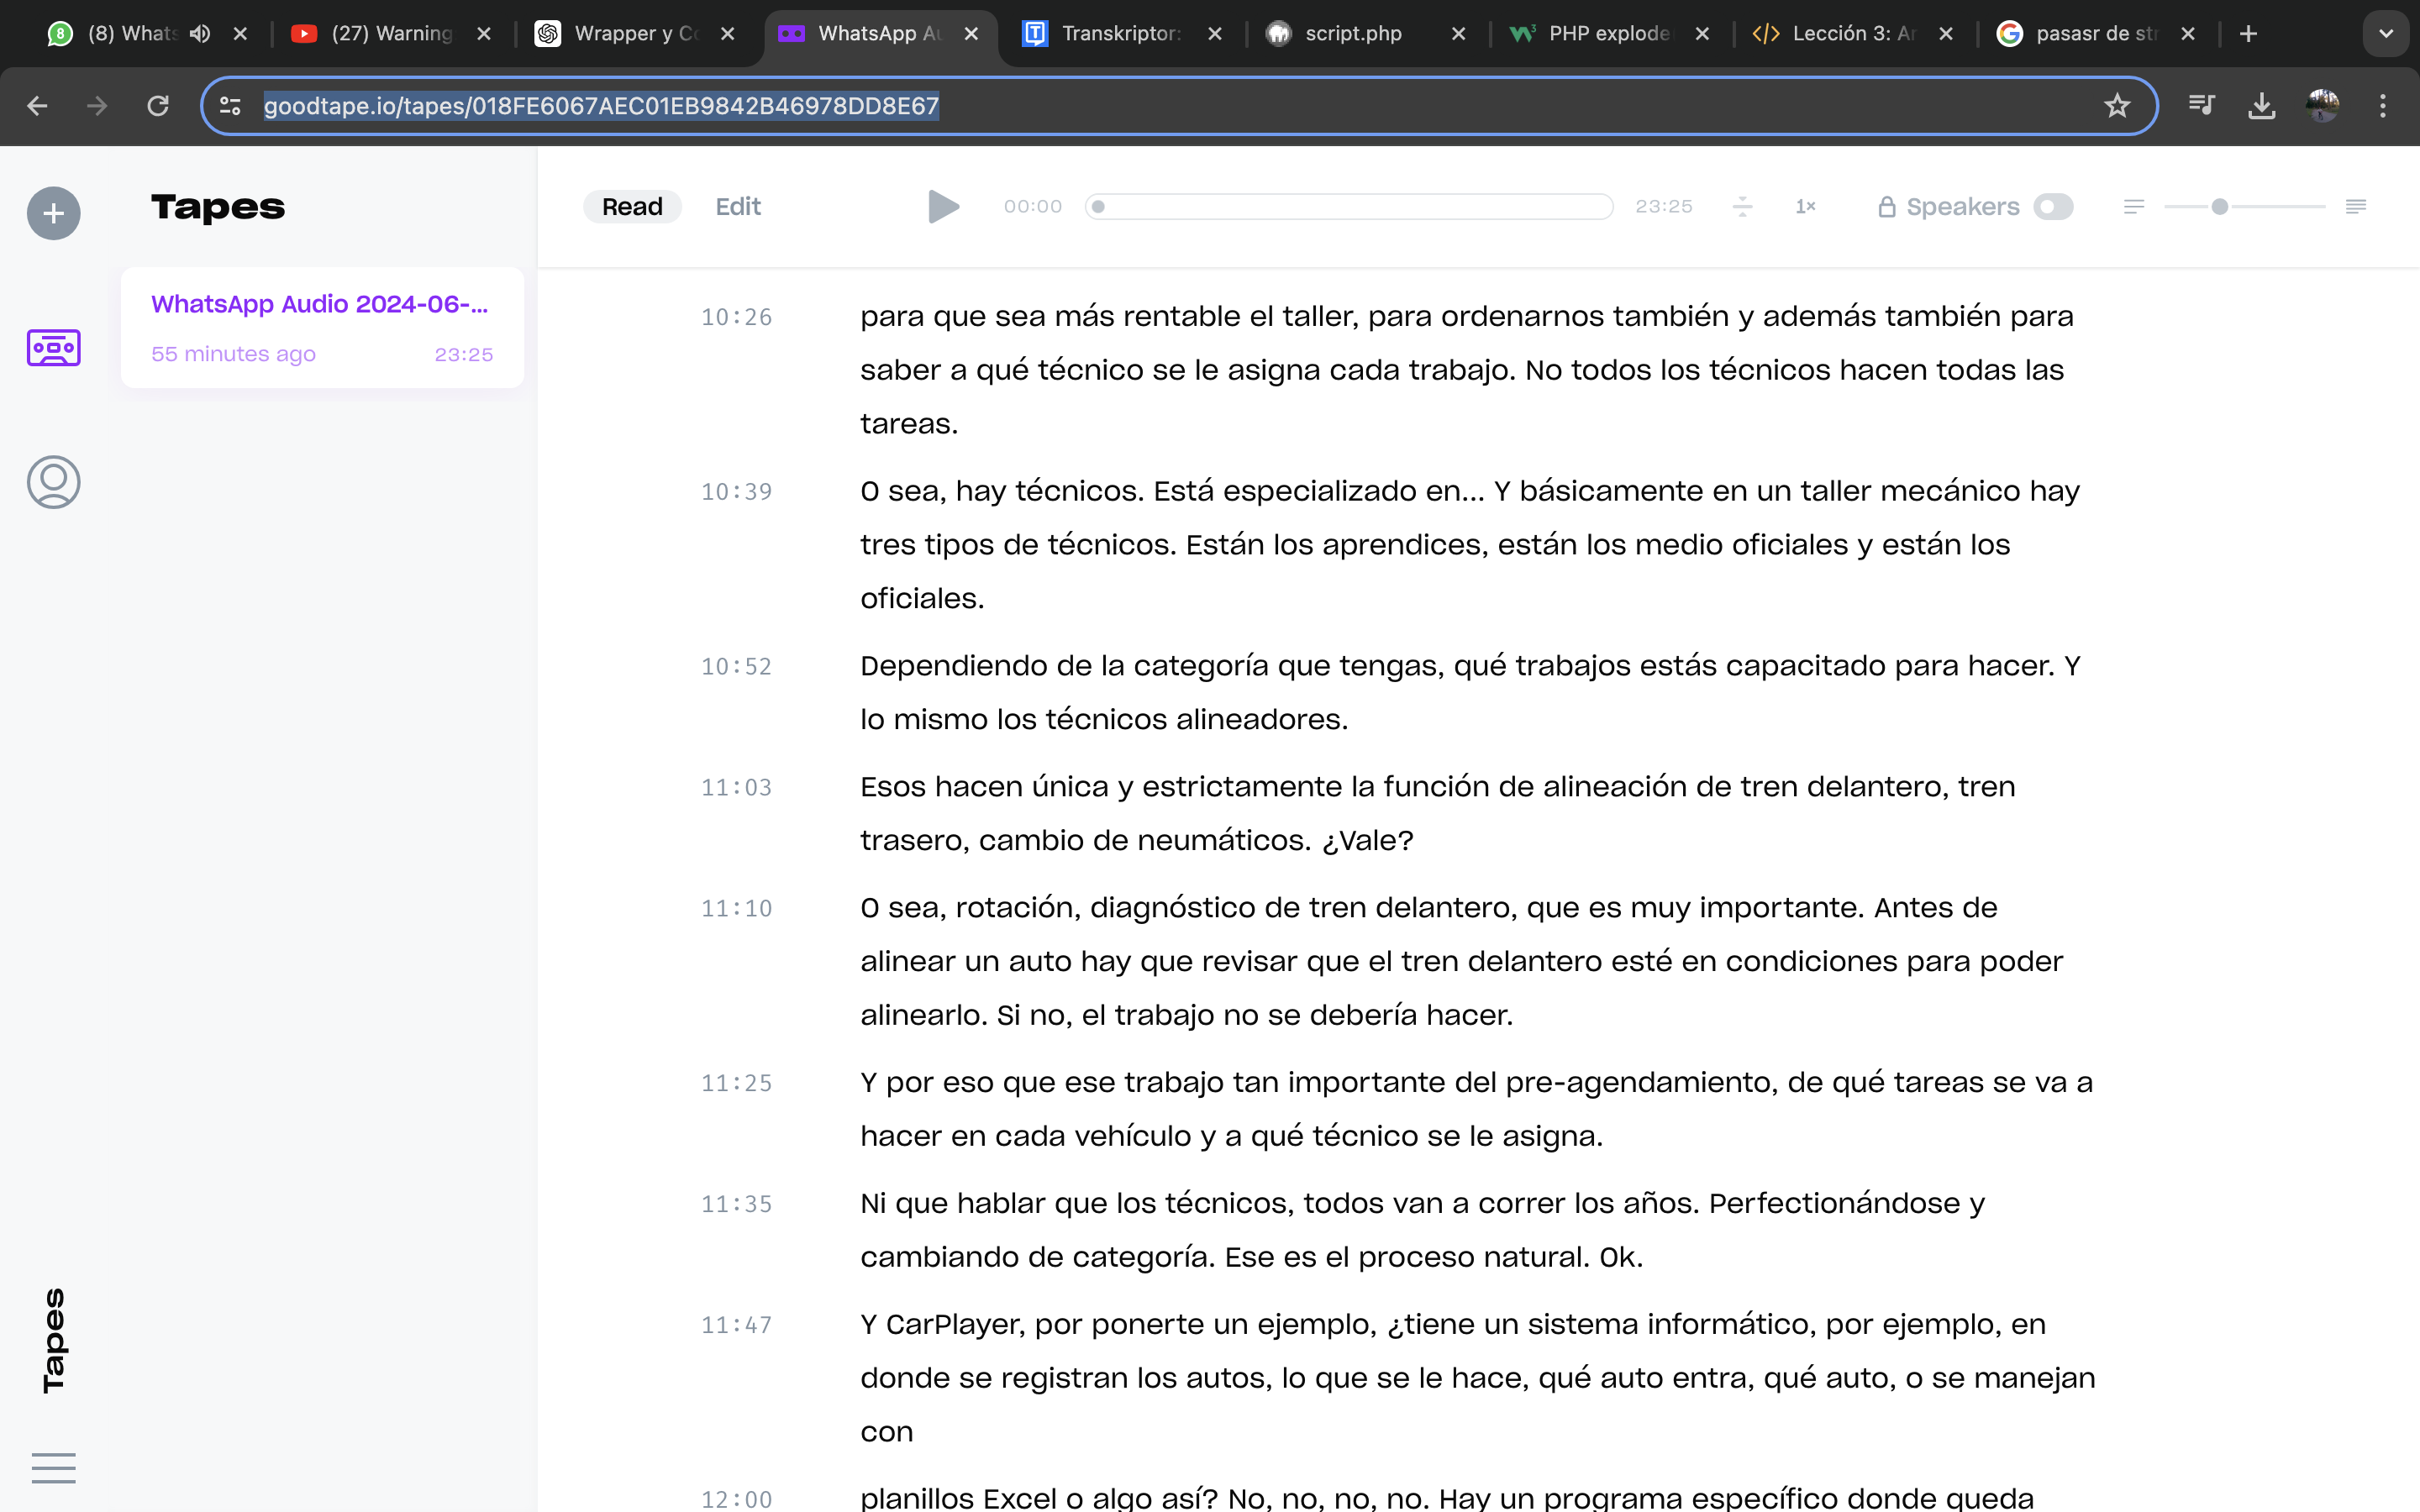 (8) Whats
(27) Warning
Wrapper y Co
WhatsApp Au
Transkriptor:
script.php
PHP explode
Lección 3: Ar
pasasr de str
goodtape.io/tapes/018FE6067AEC01EB9842B46978DD8E67
Tapes
WhatsApp Audio 2024-06-...
55 minutes ago 23:25
Tapes
Read Edit 00:00 23:25 1× Speakers
10:26 para que sea más rentable el taller, para ordenarnos también y además también para
saber a qué técnico se le asigna cada trabajo. No todos los técnicos hacen todas las
tareas.
10:39 O sea, hay técnicos. Está especializado en... Y básicamente en un taller mecánico hay
tres tipos de técnicos. Están los aprendices, están los medio oficiales y están los
oficiales.
10:52 Dependiendo de la categoría que tengas, qué trabajos estás capacitado para hacer. Y
lo mismo los técnicos alineadores.
11:03 Esos hacen única y estrictamente la función de alineación de tren delantero, tren
trasero, cambio de neumáticos. ¿Vale?
11:10 O sea, rotación, diagnóstico de tren delantero, que es muy importante. Antes de
alinear un auto hay que revisar que el tren delantero esté en condiciones para poder
alinearlo. Si no, el trabajo no se debería hacer.
11:25 Y por eso que ese trabajo tan importante del pre-agendamiento, de qué tareas se va a
hacer en cada vehículo y a qué técnico se le asigna.
11:35 Ni que hablar que los técnicos, todos van a correr los años. Perfectionándose y
cambiando de categoría. Ese es el proceso natural. Ok.
11:47 Y CarPlayer, por ponerte un ejemplo, ¿tiene un sistema informático, por ejemplo, en
donde se registran los autos, lo que se le hace, qué auto entra, qué auto, o se manejan
con
12:00 planillos Excel o algo así? No, no, no, no. Hay un programa específico donde queda